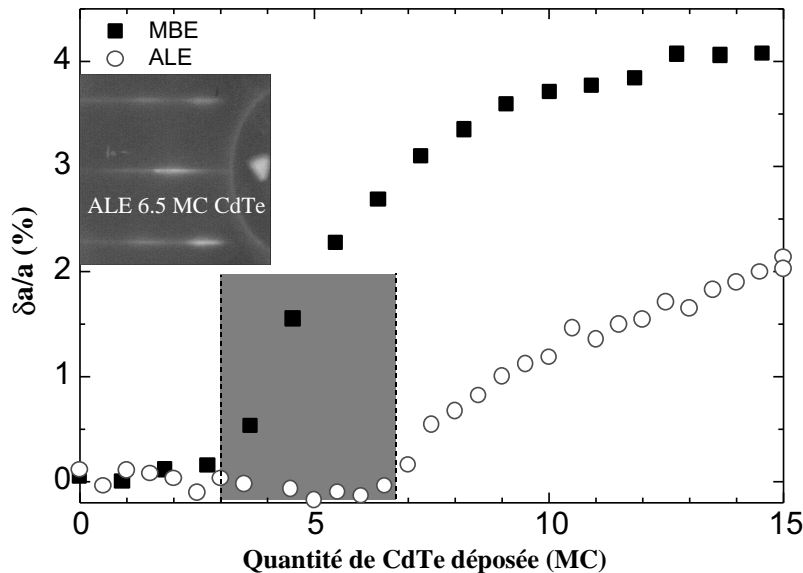 MBE
ALE
ALE 6.5 MC CdTe
δa/a (%)
4
3
2
1
0
0 5 10 15
Quantité de CdTe déposée (MC)